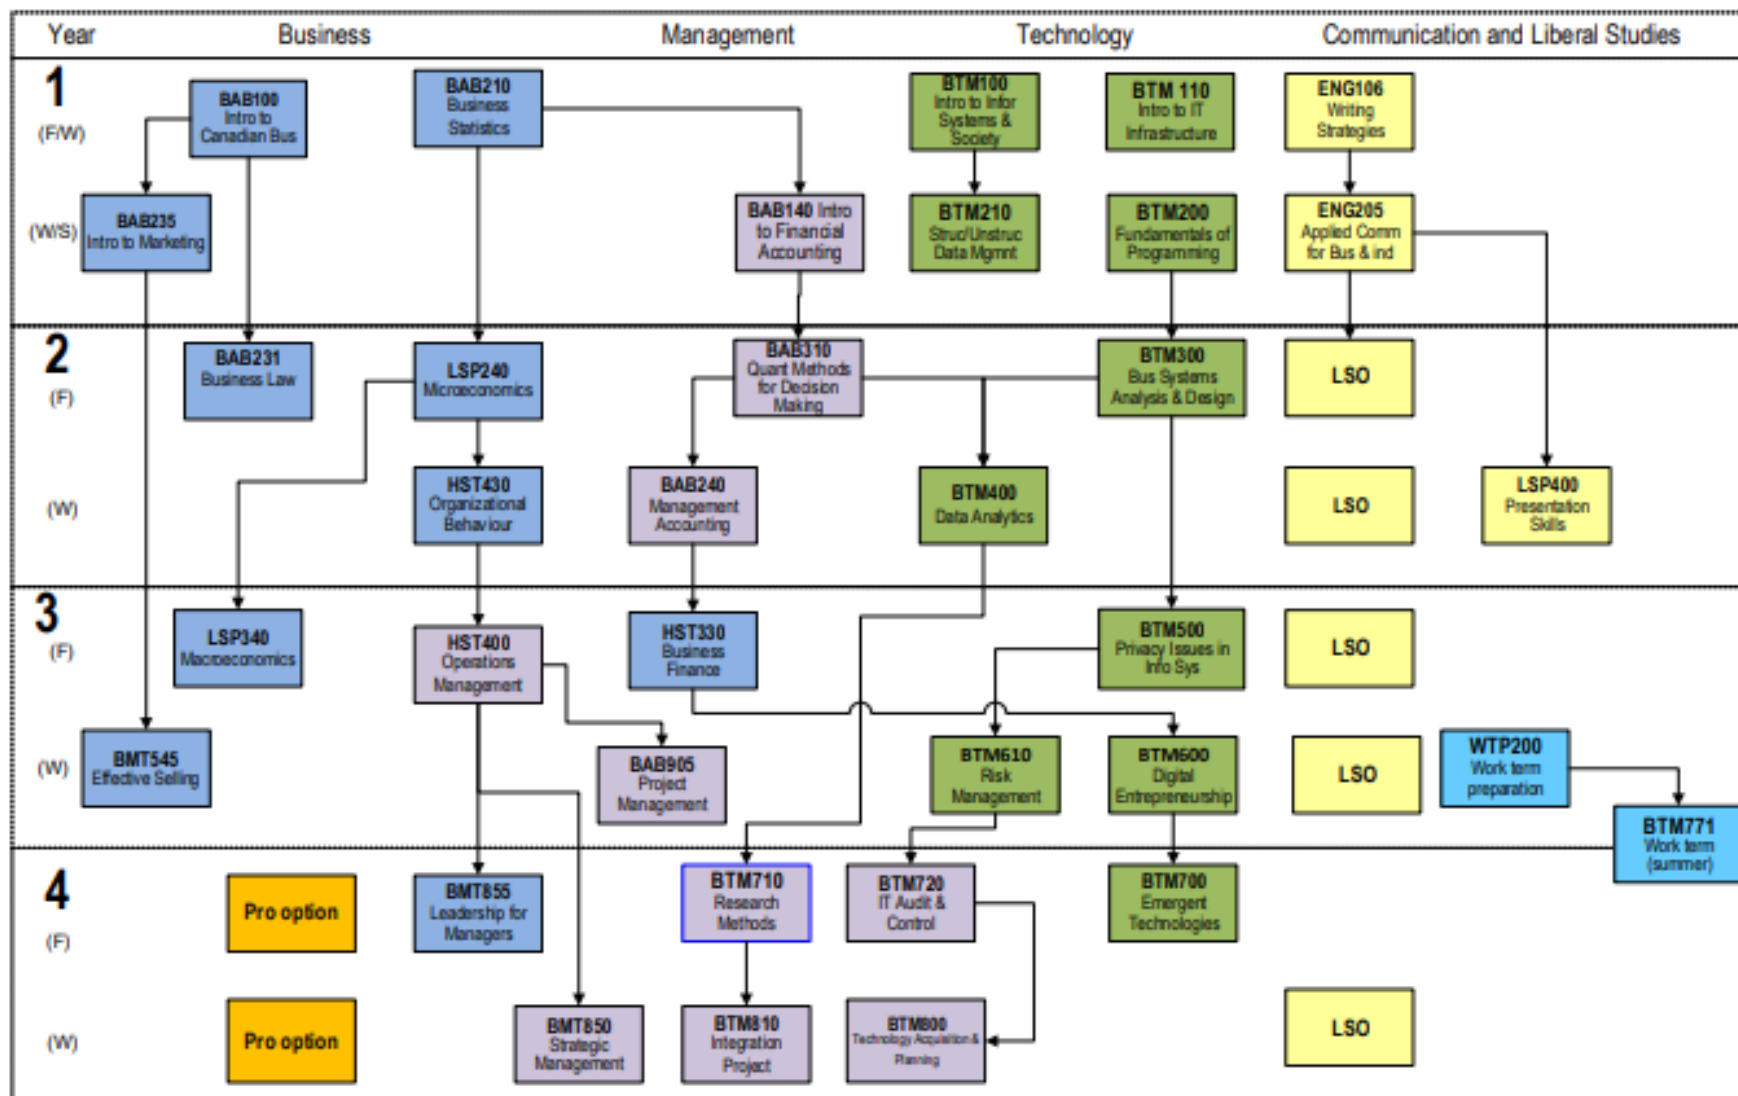 Year Business Management Technology Communication and Liberal Studies
1
(F/W)
BAB100
Intro to
Canadian Bus
BAB210
Business
Statistics
BTM100
Intro to Infor
Systems &
Society
BTM 110
Intro to IT
Infrastructure
ENG106
Writing
Strategies
(W/S)
BAB235
Intro to Marketing
BAB140 Intro
to Financial
Accounting
BTM210
Struc/Unstruc
Data Mgmnt
BTM200
Fundamentals of
Programming
ENG205
Applied Comm
for Bus & ind
2
(F)
BAB231
Business Law
LSP240
Microeconomics
BAB310
Quant Methods
for Decision
Making
BTM300
Bus Systems
Analysis & Design
LSO
(W)
HST430
Organizational
Behaviour
BAB240
Management
Accounting
BTM400
Data Analytics
LSO
LSP400
Presentation
Skills
3
(F)
LSP340
Macroeconomics
HST400
Operations
Management
HST330
Business
Finance
BTM500
Privacy Issues in
Info Sys
LSO
(W)
BMT545
Effective Selling
BAB905
Project
Management
BTM610
Risk
Management
BTM600
Digital
Entrepreneurship
LSO
WTP200
Work term
preparation
BTM771
Work term
(summer)
4
(F)
Pro option
BMT855
Leadership for
Managers
BTM710
Research
Methods
BTM720
IT Audit &
Control
BTM700
Emergent
Technologies
(W)
Pro option
BMT850
Strategic
Management
BTM810
Integration
Project
BTM800
Technology Acquisition &
Planning
LSO